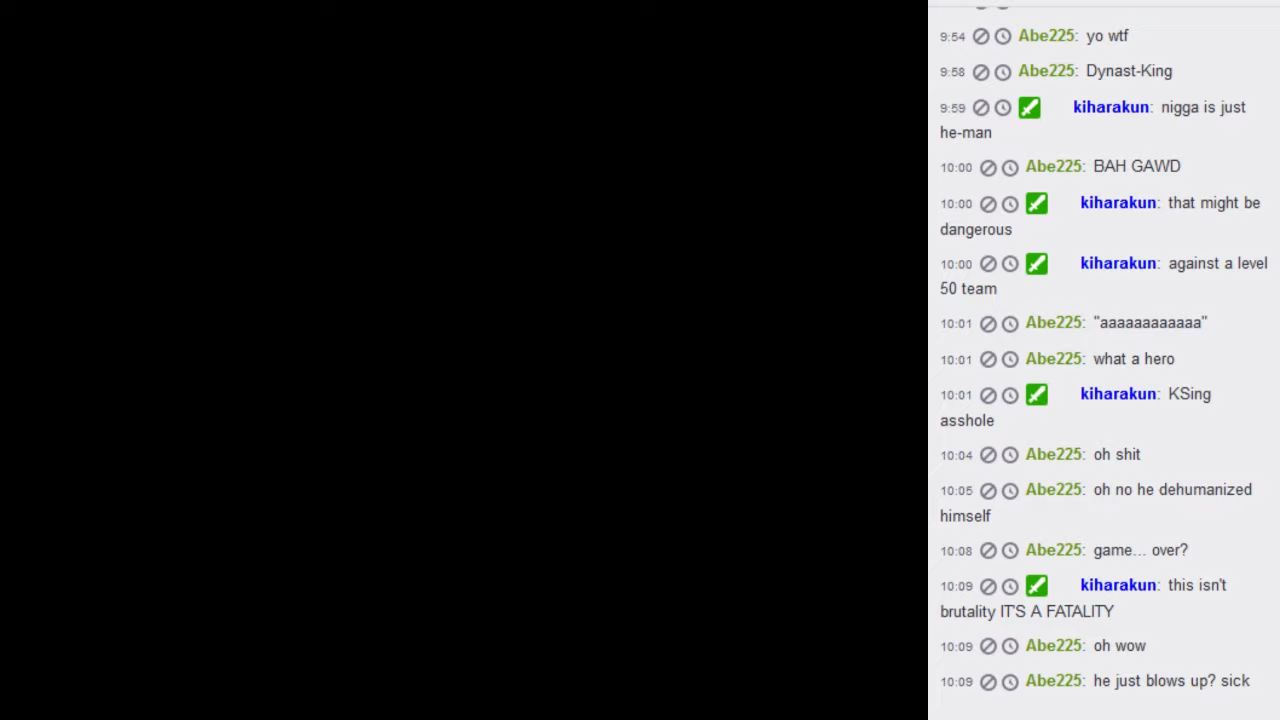 9:54 Abe225: yo wtf
9:58 Abe225: Dynast-King
9:59 kiharakun: nigga is just
he-man
10:00 Abe225: BAH GAWD
10:00 kiharakun: that might be
dangerous
10:00 kiharakun: against a level
50 team
10:01 Abe225: "aaaaaaaaaaaa"
10:01 Abe225: what a hero
10:01 kiharakun: KSing
asshole
10:04 Abe225: oh shit
10:05 Abe225: oh no he dehumanized
himself
10:08 Abe225: game... over?
10:09 kiharakun: this isn't
brutality IT'S A FATALITY
10:09 Abe225: oh wow
10:09 Abe225: he just blows up? sick